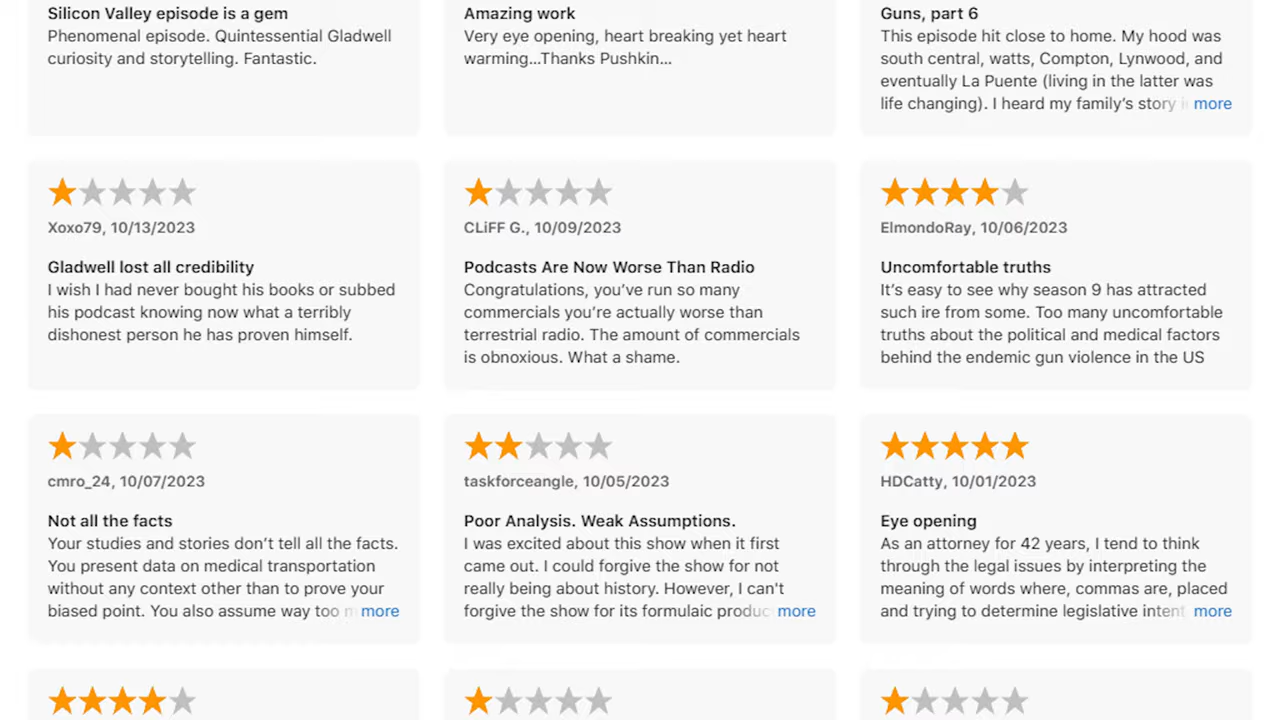 Silicon Valley episode is a gem
Phenomenal episode. Quintessential Gladwell
curiosity and storytelling. Fantastic.
Amazing work
Very eye opening, heart breaking yet heart
warming...Thanks Pushkin...
Guns, part 6
This episode hit close to home. My hood was
south central, watts, Compton, Lynwood, and
eventually La Puente (living in the latter was
life changing). I heard my family's story more
Xoxo79, 10/13/2023
Gladwell lost all credibility
I wish I had never bought his books or subbed
his podcast knowing now what a terribly
dishonest person he has proven himself.
CLiFF G., 10/09/2023
Podcasts Are Now Worse Than Radio
Congratulations, you've run so many
commercials you're actually worse than
terrestrial radio. The amount of commercials
is obnoxious. What a shame.
ElmondoRay, 10/06/2023
Uncomfortable truths
It's easy to see why season 9 has attracted
such ire from some. Too many uncomfortable
truths about the political and medical factors
behind the endemic gun violence in the US
cmro_24, 10/07/2023
Not all the facts
Your studies and stories don't tell all the facts.
You present data on medical transportation
without any context other than to prove your
biased point. You also assume way too more
taskforceangle, 10/05/2023
Poor Analysis. Weak Assumptions.
I was excited about this show when it first
came out. I could forgive the show for not
really being about history. However, I can't
forgive the show for its formulaic produc more
HDCatty, 10/01/2023
Eye opening
As an attorney for 42 years, I tend to think
through the legal issues by interpreting the
meaning of words where, commas are, placed
and trying to determine legislative intent more